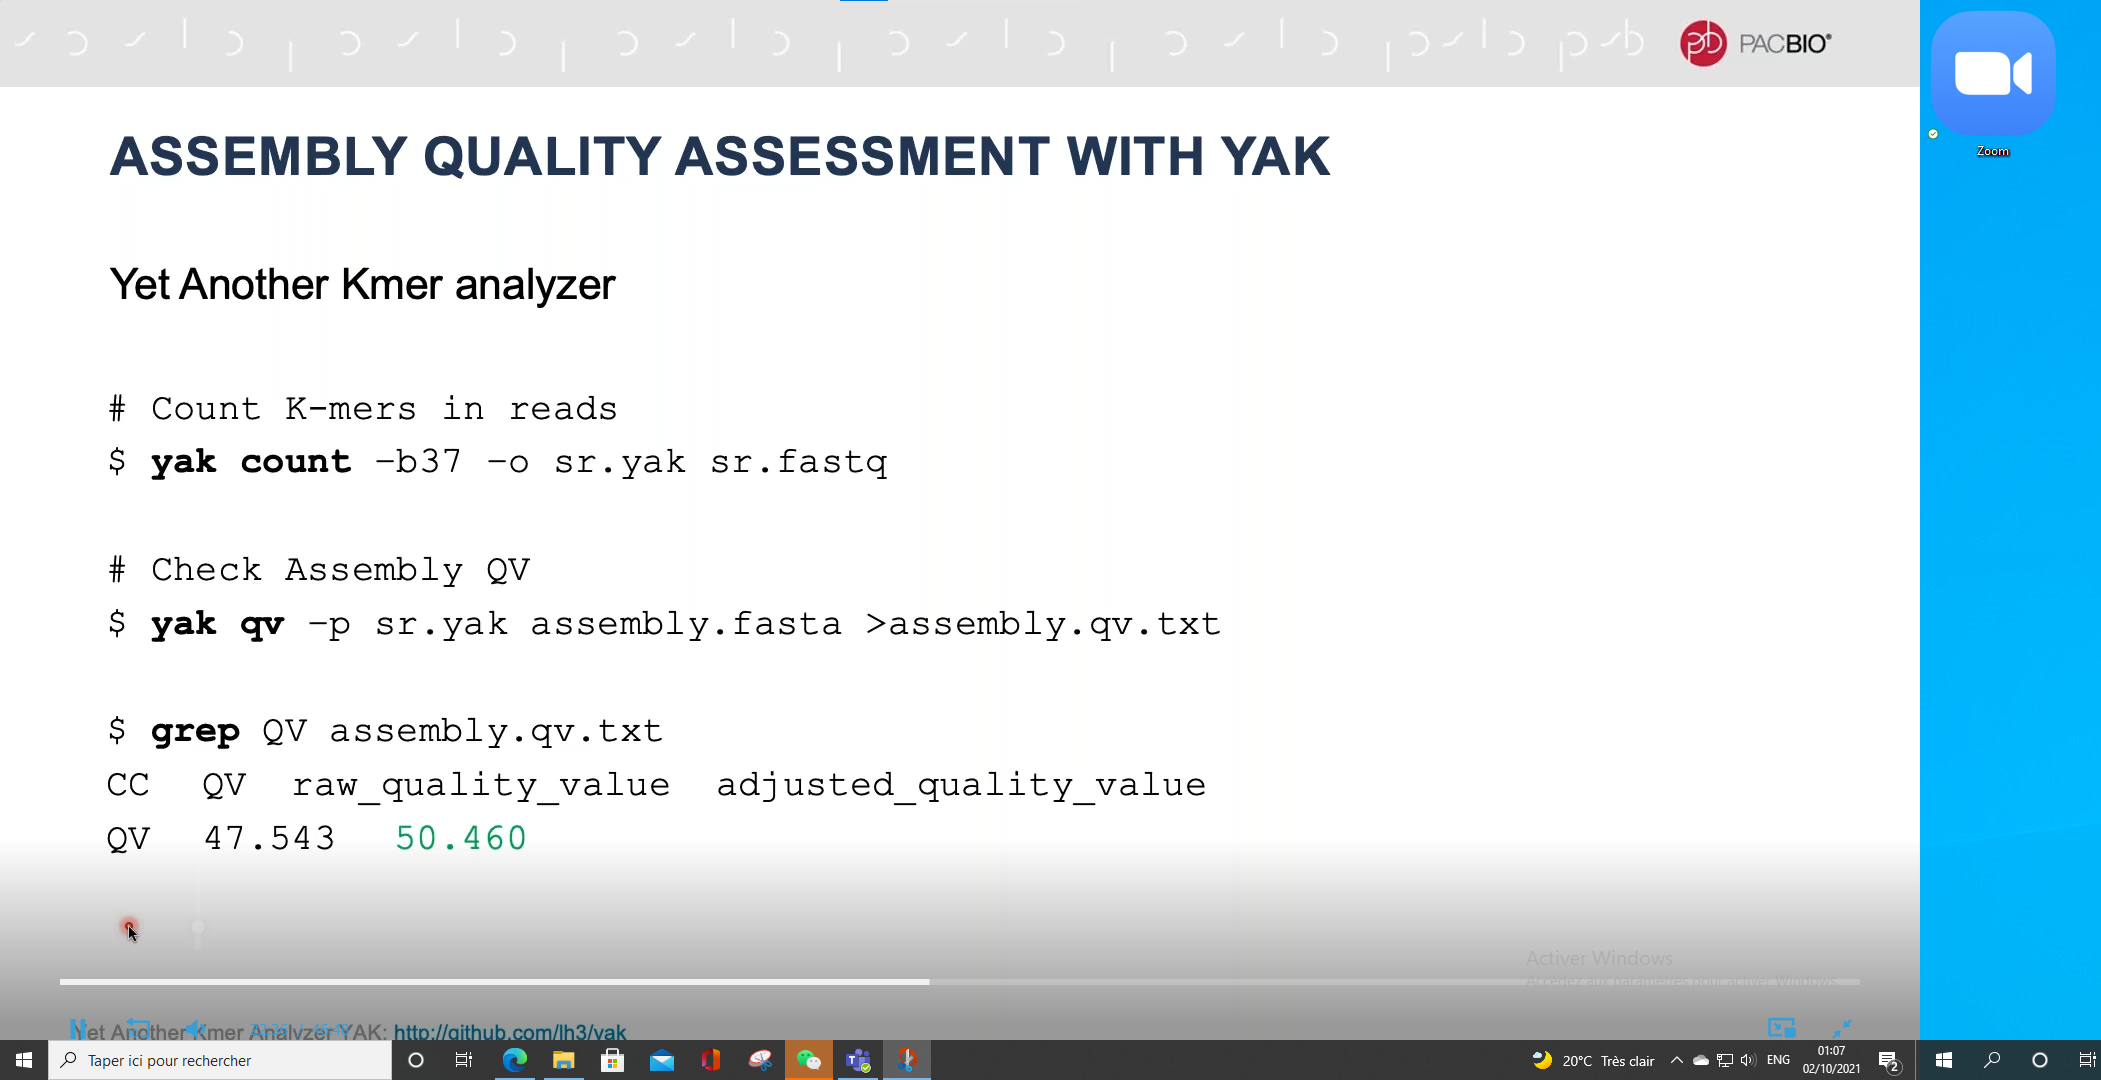 PACBIO®
ASSEMBLY QUALITY ASSESSMENT WITH YAK
Yet Another Kmer analyzer
# Count K-mers in reads
$ yak count –b37 –o sr.yak sr.fastq
# Check Assembly QV
$ yak qv –p sr.yak assembly.fasta >assembly.qv.txt
$ grep QV assembly.qv.txt
CC QV raw_quality_value adjusted_quality_value
QV 47.543 50.460
Activer Windows
Accédez aux paramètres pour activer Windows.
Yet Another Kmer Analyzer YAK: http://github.com/lh3/yak
Zoom
Taper ici pour rechercher
20°C Très clair
ENG
01:07
02/10/2021
2